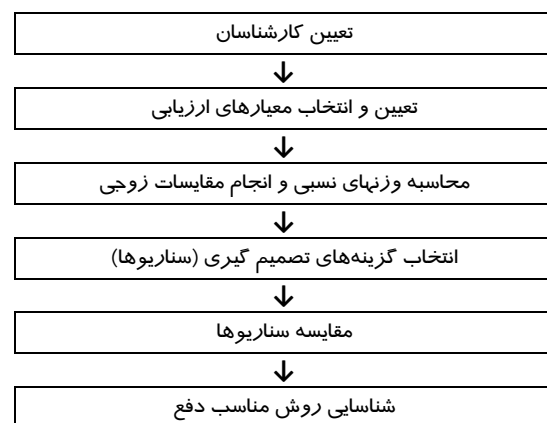 تعیین کارشناسان
تعیین و انتخاب معیارهای ارزیابی
محاسبه وزنهای نسبی و انجام مقایسات زوجی
انتخاب گزینه‌های تصمیم گیری (سناریوها)
مقایسه سناریوها
شناسایی روش مناسب دفع